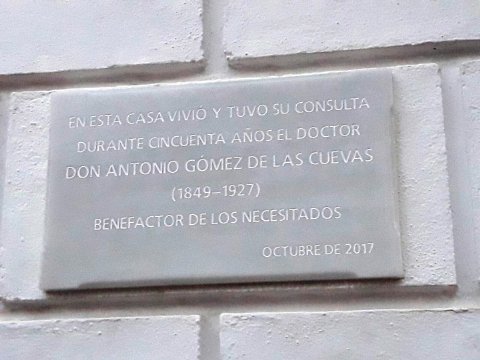 EN ESTA CASA VIVIÓ Y TUVO SU CONSULTA
DURANTE CINCUENTA AÑOS EL DOCTOR
DON ANTONIO GÓMEZ DE LAS CUEVAS
(1849-1927)
BENEFACTOR DE LOS NECESITADOS
OCTUBRE DE 2017